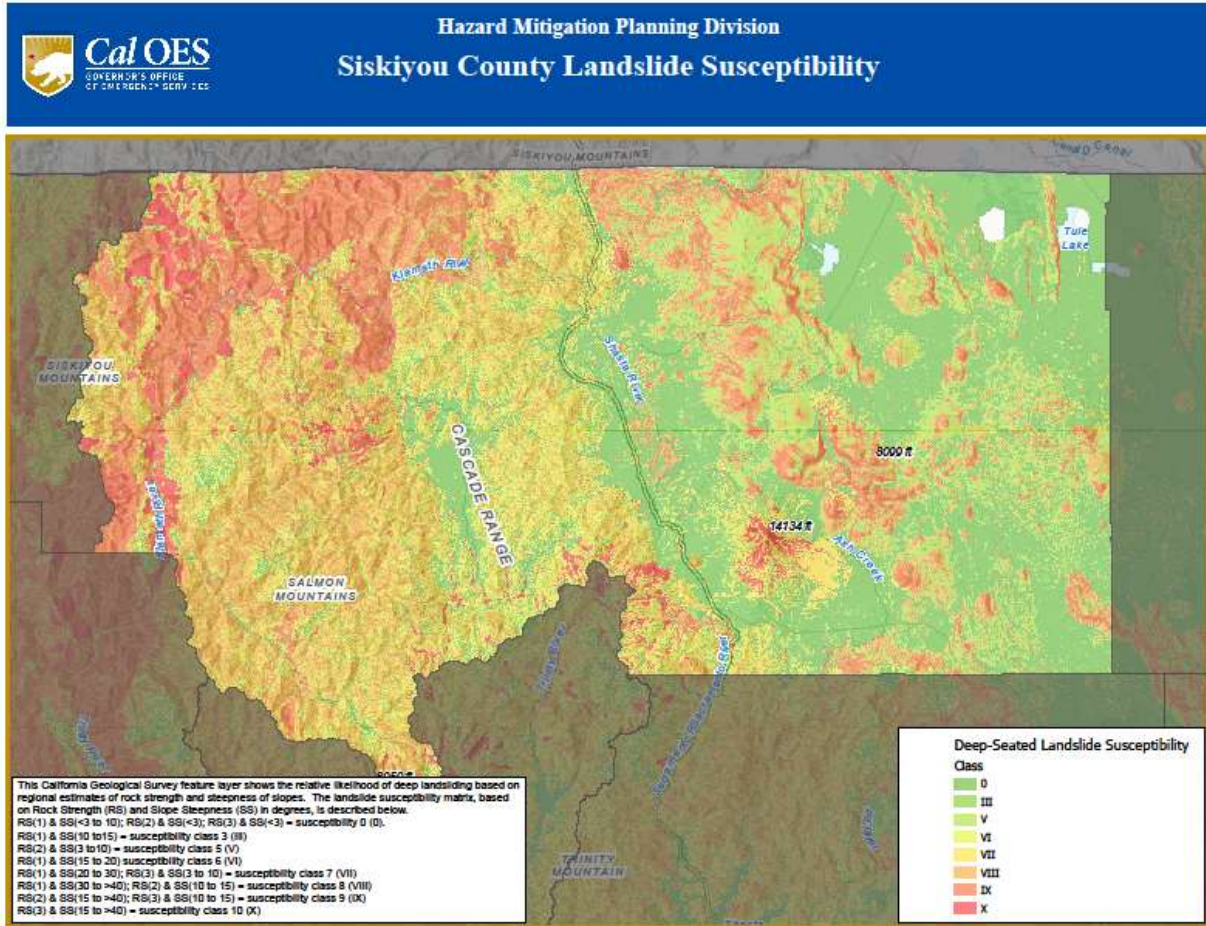 Hazard Mitigation Planning Division
Siskiyou County Landslide Susceptibility
Cal OES
GOVERNOR'S OFFICE
OF EMERGENCY SERVICES
SISKIYOU MOUNTAINS
Canal
Tule
Lake
Klamath River
SISKIYOU
MOUNTAINS
Shasta River
CASCADE RANGE
8099 ft
14134 ft
Ash Creek
SALMON
MOUNTAINS
Trinity River
Sacramento River
TRINITY
MOUNTAIN
This California Geological Survey feature layer shows the relative likelihood of deep landsliding based on
regional estimates of rock strength and steepness of slopes. The landslide susceptibility matrix, based
on Rock Strength (RS) and Slope Steepness (SS) in degrees, is described below.
RS(1) & SS(<3 to 10); RS(2) & SS(<3); RS(3) & SS(<3) = susceptibility 0 (0).
RS(1) & SS(10 to15) = susceptibility class 3 (III)
RS(2) & SS(3 to10) = susceptibility class 5 (V)
RS(1) & SS(15 to 20) susceptibility class 6 (VI)
RS(1) & SS(20 to 30); RS(3) & SS(3 to 10) = susceptibility class 7 (VII)
RS(1) & SS(30 to >40); RS(2) & SS(10 to 15) = susceptibility class 8 (VIII)
RS(2) & SS(15 to >40); RS(3) & SS(10 to 15) = susceptibility class 9 (IX)
RS(3) & SS(15 to >40) = susceptibility class 10 (X)
Deep-Seated Landslide Susceptibility
Class
0
III
V
VI
VII
VIII
IX
X